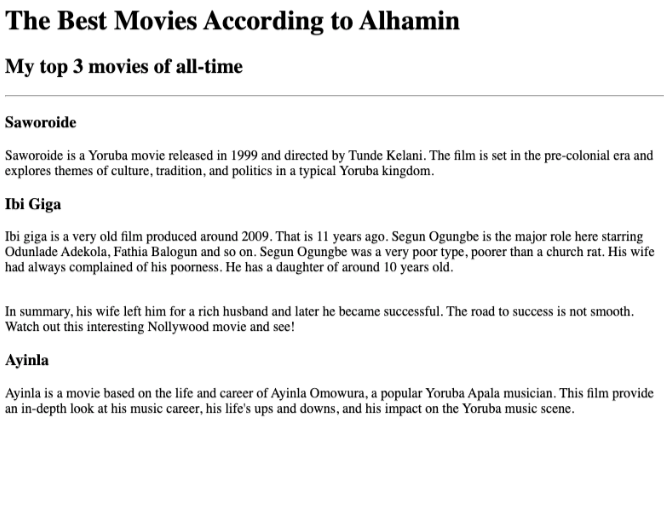 The Best Movies According to Alhamin
My top 3 movies of all-time
Saworoide
Saworoide is a Yoruba movie released in 1999 and directed by Tunde Kelani. The film is set in the pre-colonial era and
explores themes of culture, tradition, and politics in a typical Yoruba kingdom.
Ibi Giga
Ibi giga is a very old film produced around 2009. That is 11 years ago. Segun Ogungbe is the major role here starring
Odunlade Adekola, Fathia Balogun and so on. Segun Ogungbe was a very poor type, poorer than a church rat. His wife
had always complained of his poorness. He has a daughter of around 10 years old.
In summary, his wife left him for a rich husband and later he became successful. The road to success is not smooth.
Watch out this interesting Nollywood movie and see!
Ayinla
Ayinla is a movie based on the life and career of Ayinla Omowura, a popular Yoruba Apala musician. This film provide
an in-depth look at his music career, his life's ups and downs, and his impact on the Yoruba music scene.